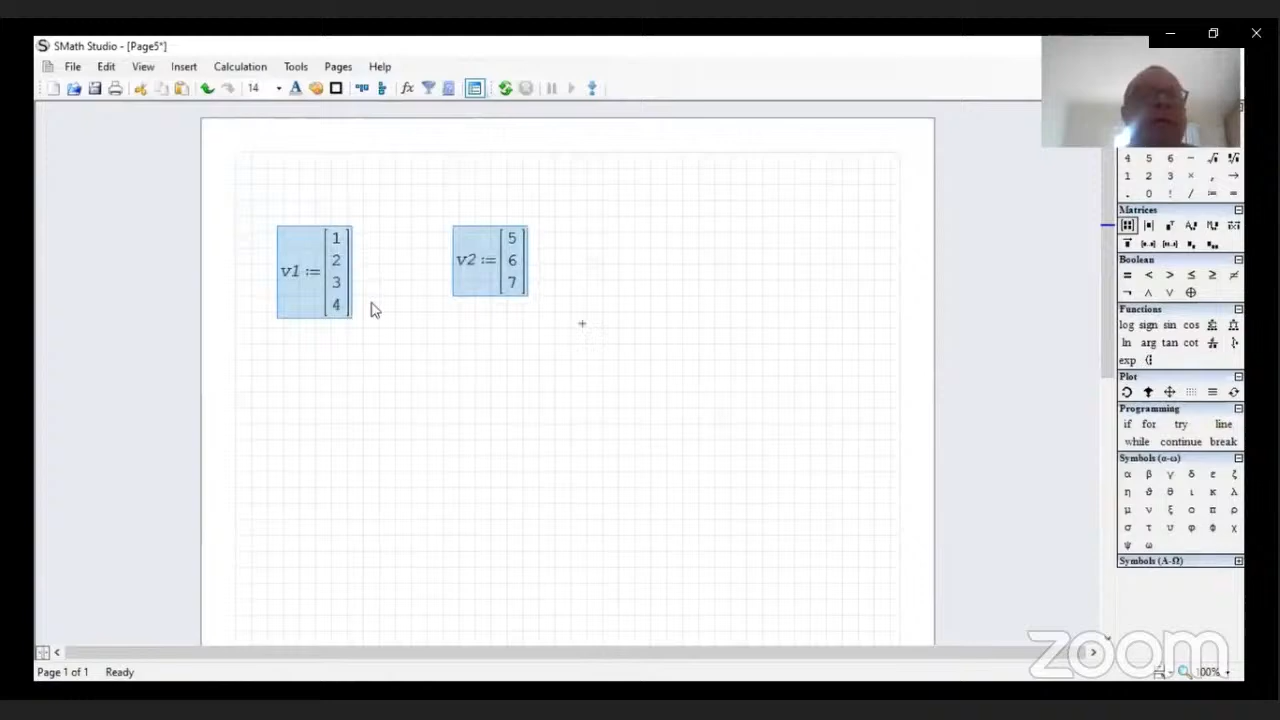 SMath Studio - [Page5*]
File Edit View Insert Calculation Tools Pages Help
14
4 5 6 −
1 2 3 × , →
. 0 ! / := =
Matrices
Boolean
= < > ≤ ≥ ≠
¬ ∧ ∨ ⊕
Functions
log sign sin cos
ln arg tan cot
exp
Plot
Programming
if for try line
while continue break
Symbols (α-ω)
α β γ δ ε ζ
η ϑ θ ι κ λ
μ ν ξ ο π ρ
σ τ υ φ ϕ χ
ψ ω
Symbols (Α-Ω)
v1 :=
1
2
3
4
v2 :=
5
6
7
zoom
Page 1 of 1 Ready
100%